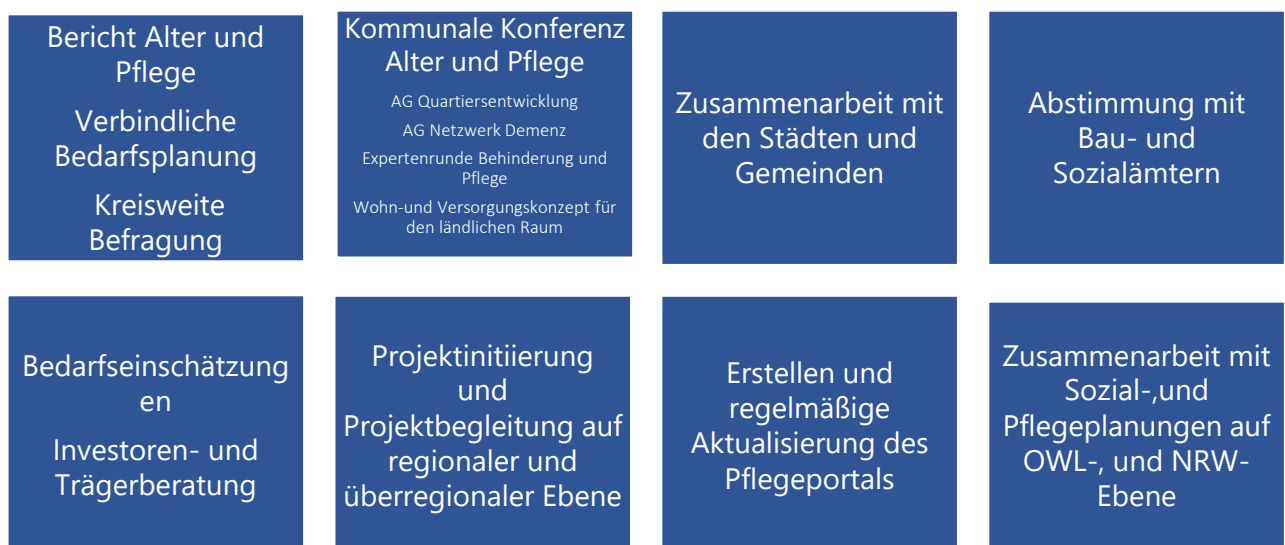 Bericht Alter und
Pflege
Verbindliche
Bedarfsplanung
Kreisweite
Befragung
Kommunale Konferenz
Alter und Pflege
AG Quartiersentwicklung
AG Netzwerk Demenz
Expertenrunde Behinderung und
Pflege
Wohn-und Versorgungskonzept für
den ländlichen Raum
Zusammenarbeit mit
den Städten und
Gemeinden
Abstimmung mit
Bau- und
Sozialämtern
Bedarfseinschätzung
en
Investoren- und
Trägerberatung
Projektinitiierung
und
Projektbegleitung auf
regionaler und
überregionaler Ebene
Erstellen und
regelmäßige
Aktualisierung des
Pflegeportals
Zusammenarbeit mit
Sozial-,und
Pflegeplanungen auf
OWL-, und NRW-
Ebene